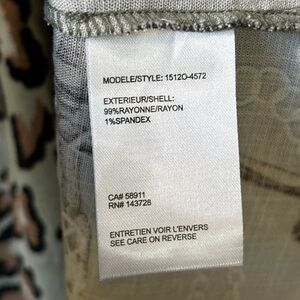 MODELE/STYLE: 1512O-4572
EXTERIEUR/SHELL:
99%RAYONNE/RAYON
1%SPANDEX
CA# 58911
RN# 143728
ENTRETIEN VOIR L'ENVERS
SEE CARE ON REVERSE